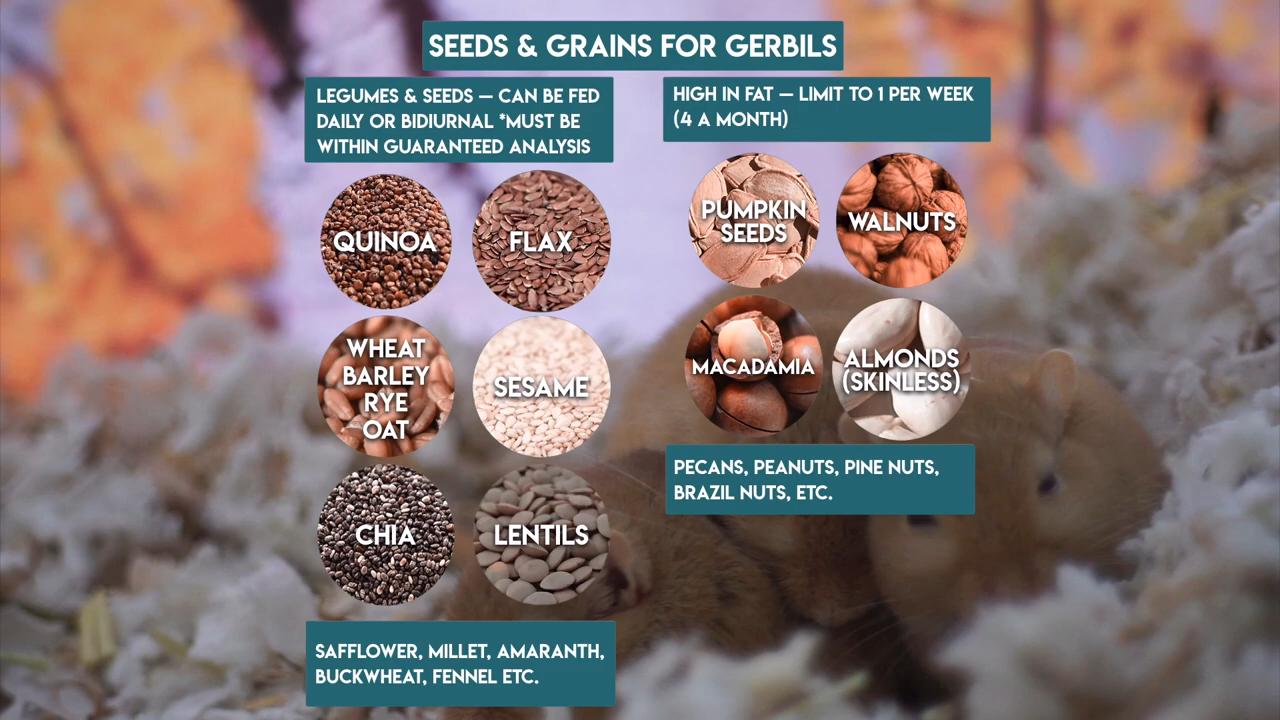 SEEDS & GRAINS FOR GERBILS
LEGUMES & SEEDS — CAN BE FED
DAILY OR BIDIURNAL *MUST BE
WITHIN GUARANTEED ANALYSIS
QUINOA
FLAX
WHEAT
BARLEY
RYE
OAT
SESAME
CHIA
LENTILS
SAFFLOWER, MILLET, AMARANTH,
BUCKWHEAT, FENNEL ETC.
HIGH IN FAT — LIMIT TO 1 PER WEEK
(4 A MONTH)
PUMPKIN
SEEDS
WALNUTS
MACADAMIA
ALMONDS
(SKINLESS)
PECANS, PEANUTS, PINE NUTS,
BRAZIL NUTS, ETC.